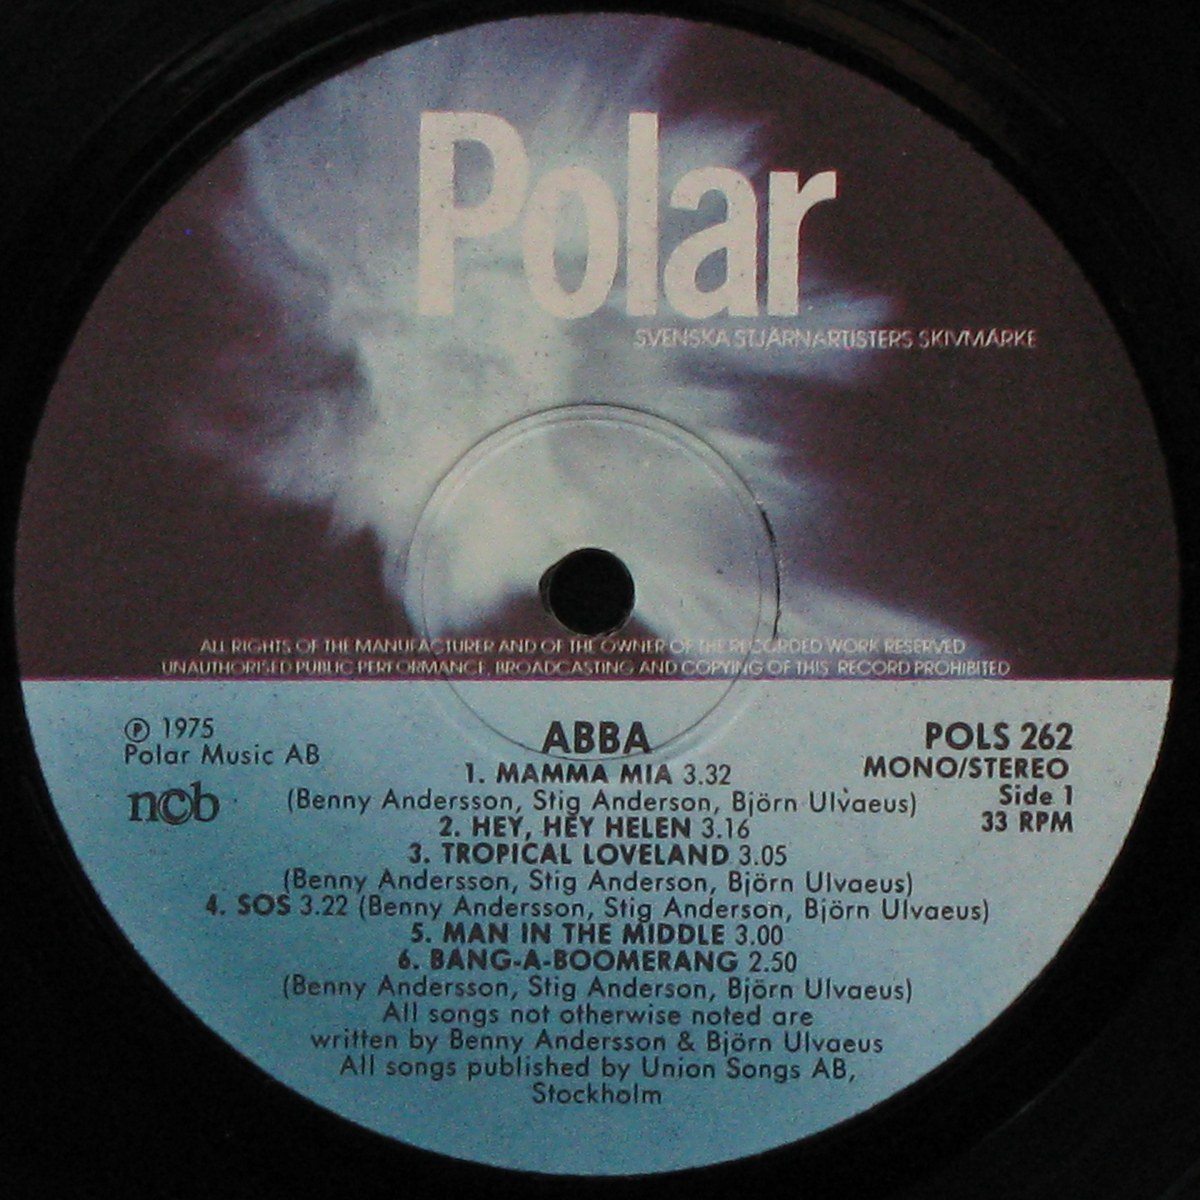 Polar
SVENSKA STJÄRNARTISTERS SKIVMÄRKE
ALL RIGHTS OF THE MANUFACTURER AND OF THE OWNER OF THE RECORDED WORK RESERVED
UNAUTHORISED PUBLIC PERFORMANCE, BROADCASTING AND COPYING OF THIS RECORD PROHIBITED
℗ 1975
Polar Music AB
ncb
ABBA
POLS 262
MONO/STEREO
Side 1
33 RPM
1. MAMMA MIA 3.32
(Benny Andersson, Stig Anderson, Björn Ulvaeus)
2. HEY, HEY HELEN 3.16
3. TROPICAL LOVELAND 3.05
(Benny Andersson, Stig Anderson, Björn Ulvaeus)
4. SOS 3.22 (Benny Andersson, Stig Anderson, Björn Ulvaeus)
5. MAN IN THE MIDDLE 3.00
6. BANG-A-BOOMERANG 2.50
(Benny Andersson, Stig Anderson, Björn Ulvaeus)
All songs not otherwise noted are
written by Benny Andersson & Björn Ulvaeus
All songs published by Union Songs AB,
Stockholm